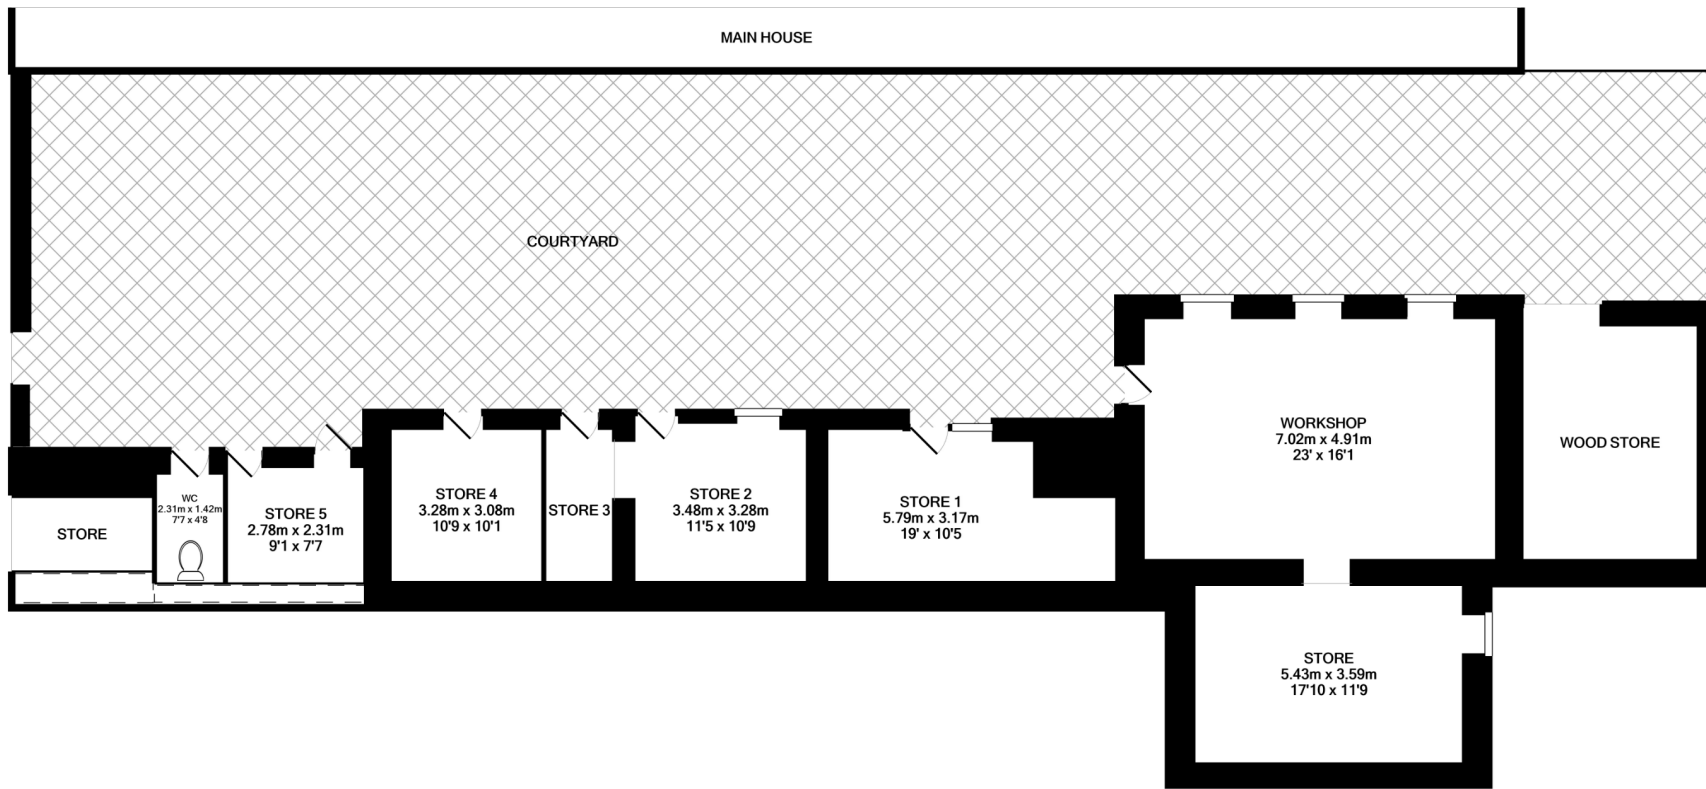 MAIN HOUSE
COURTYARD
WORKSHOP
7.02m x 4.91m
23' x 16'1
WOOD STORE
STORE
WC
2.31m x 1.42m
7'7 x 4'8
STORE 5
2.78m x 2.31m
9'1 x 7'7
STORE 4
3.28m x 3.08m
10'9 x 10'1
STORE 3
STORE 2
3.48m x 3.28m
11'5 x 10'9
STORE 1
5.79m x 3.17m
19' x 10'5
STORE
5.43m x 3.59m
17'10 x 11'9